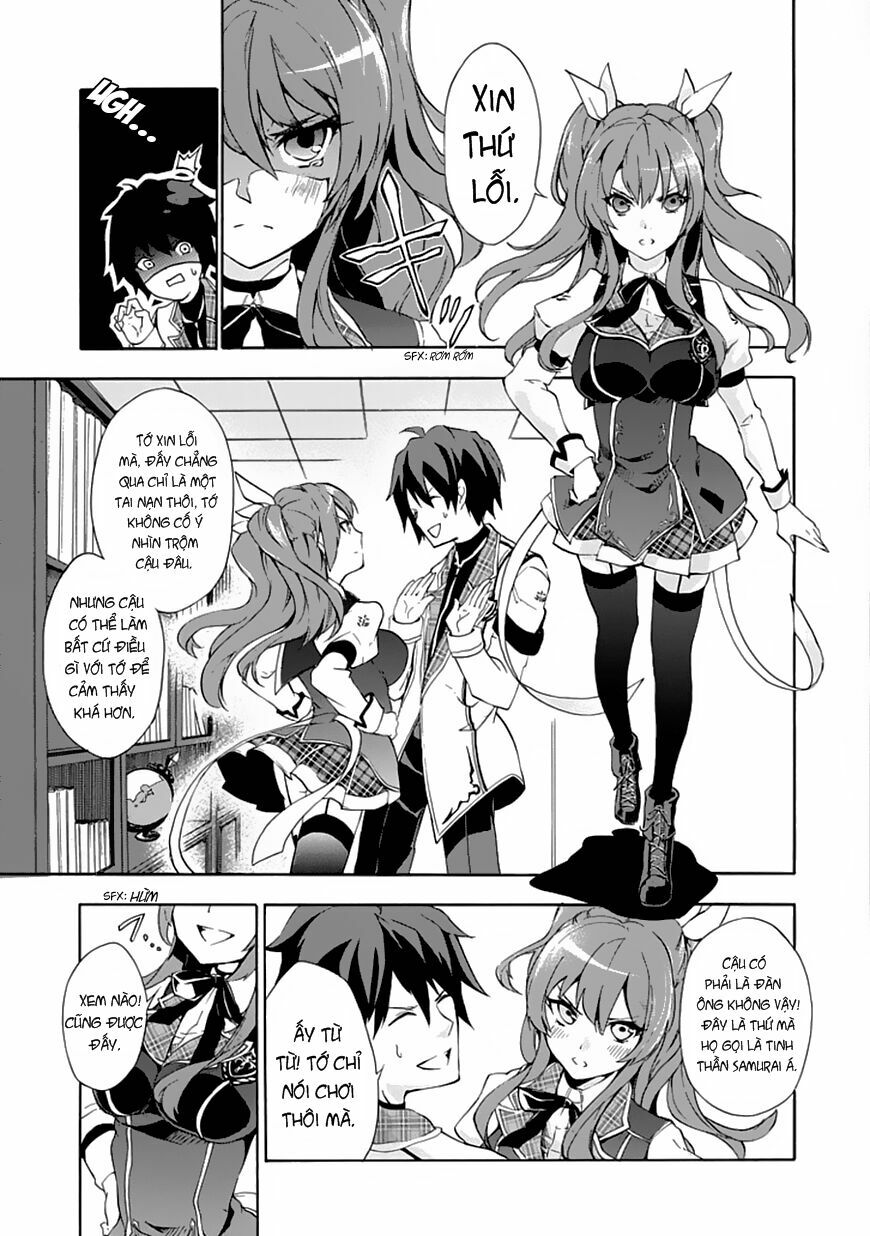 XIN
THỨ
LỖI.
キ
SFX: RƠM RỚM
UGH...
TỚ XIN LỖI
MÀ, ĐẤY CHẲNG
QUA CHỈ LÀ MỘT
TAI NẠN THÔI, TỚ
KHÔNG CỐ Ý
NHÌN TRỘM
CẬU ĐÂU.
NHƯNG CẬU
CÓ THỂ LÀM
BẤT CỨ ĐIỀU
GÌ VỚI TỚ ĐỂ
CẢM THẤY
KHÁ HƠN.
CẬU CÓ
PHẢI LÀ ĐÀN
ÔNG KHÔNG VẬY!
ĐÂY LÀ THỨ MÀ
HỌ GỌI LÀ TINH
THẦN SAMURAI Á.
ẤY TỪ
TỪ! TỚ CHỈ
NÓI CHƠI
THÔI MÀ.
SFX: HỪM
XEM NÀO!
CŨNG ĐƯỢC
ĐẤY.